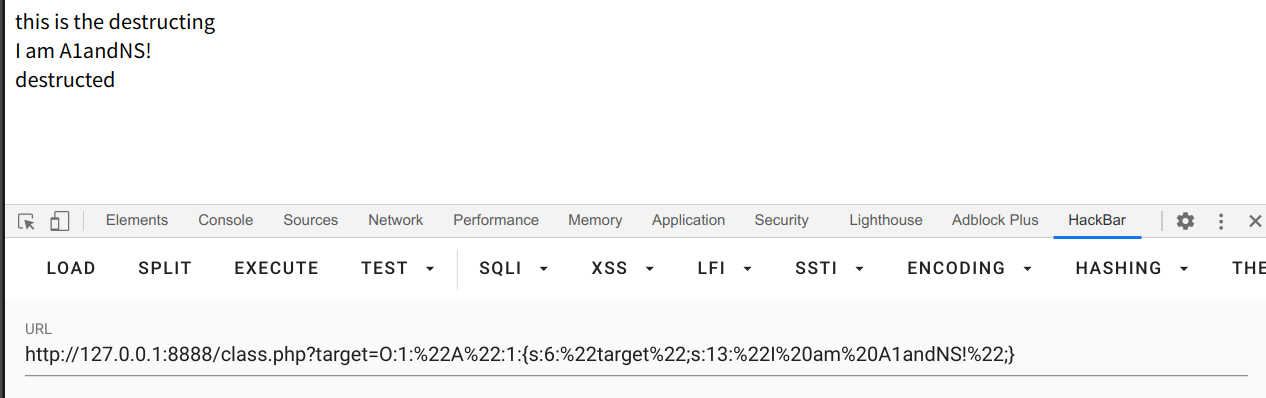 this is the destructing
I am A1andNS!
destructed
Elements Console Sources Network Performance Memory Application Security Lighthouse Adblock Plus HackBar
LOAD SPLIT EXECUTE TEST SQLI XSS LFI SSTI ENCODING HASHING THE
URL
http://127.0.0.1:8888/class.php?target=O:1:%22A%22:1:{s:6:%22target%22;s:13:%22I%20am%20A1andNS!%22;}